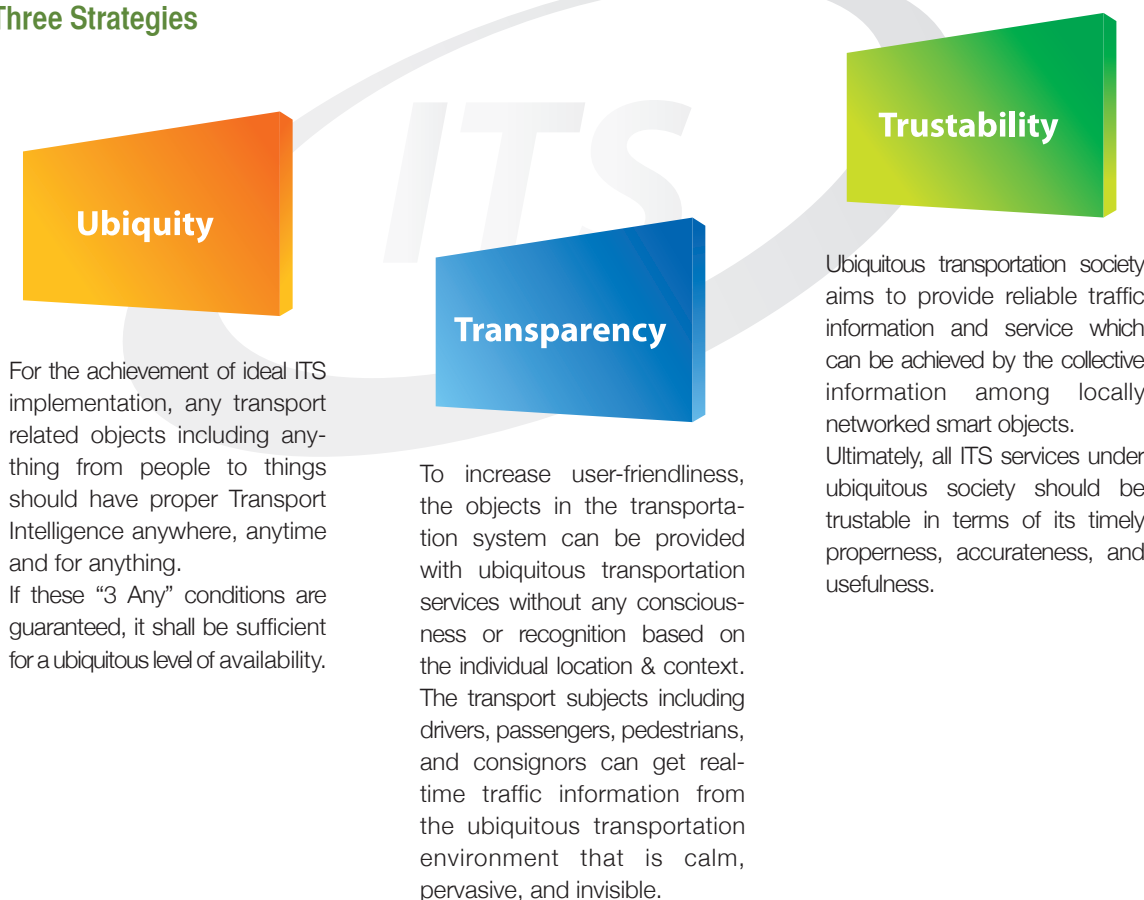 Three Strategies
ITS
Ubiquity
For the achievement of ideal ITS
implementation, any transport
related objects including any-
thing from people to things
should have proper Transport
Intelligence anywhere, anytime
and for anything.
If these “3 Any” conditions are
guaranteed, it shall be sufficient
for a ubiquitous level of availability.
Transparency
To increase user-friendliness,
the objects in the transporta-
tion system can be provided
with ubiquitous transportation
services without any conscious-
ness or recognition based on
the individual location & context.
The transport subjects including
drivers, passengers, pedestrians,
and consignors can get real-
time traffic information from
the ubiquitous transportation
environment that is calm,
pervasive, and invisible.
Trustability
Ubiquitous transportation society
aims to provide reliable traffic
information and service which
can be achieved by the collective
information among locally
networked smart objects.
Ultimately, all ITS services under
ubiquitous society should be
trustable in terms of its timely
properness, accurateness, and
usefulness.